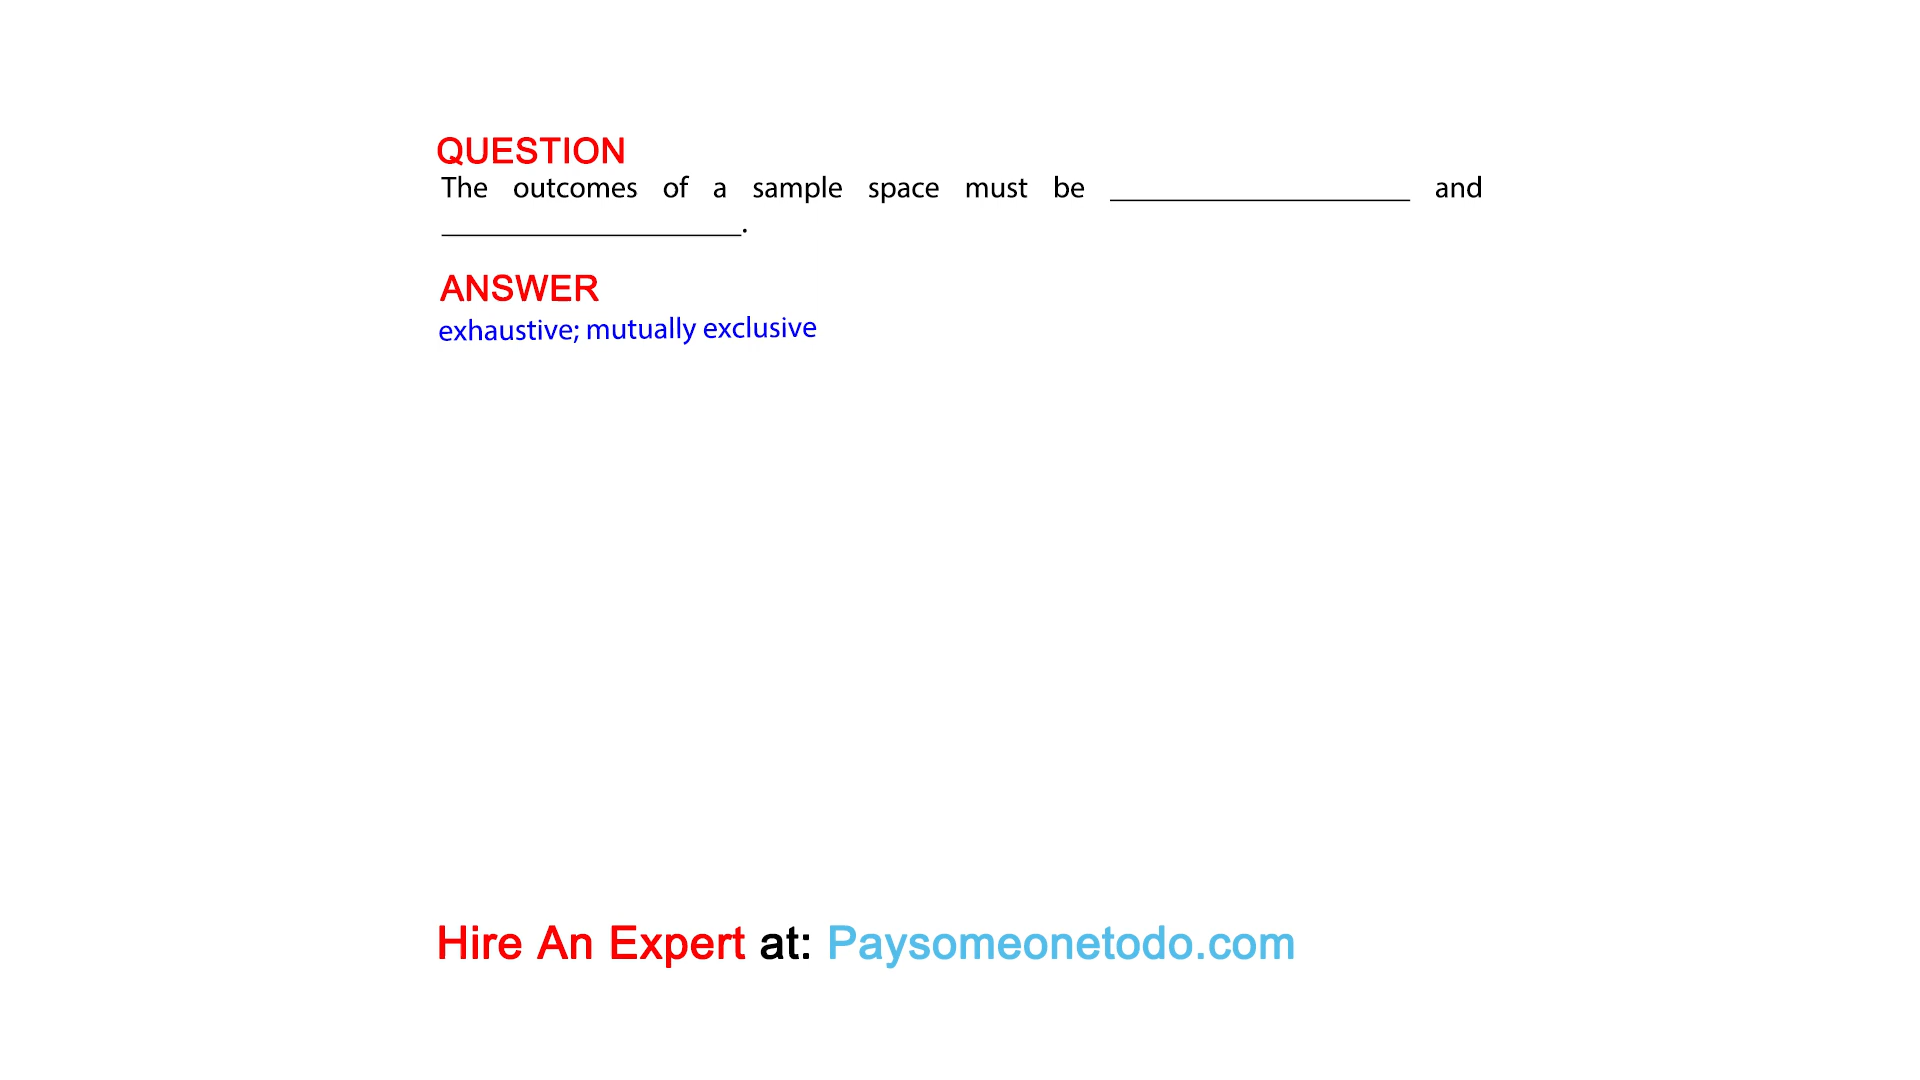 QUESTION
The outcomes of a sample space must be ____________________ and
____________________.
ANSWER
exhaustive; mutually exclusive
Hire An Expert at: Paysomeonetodo.com